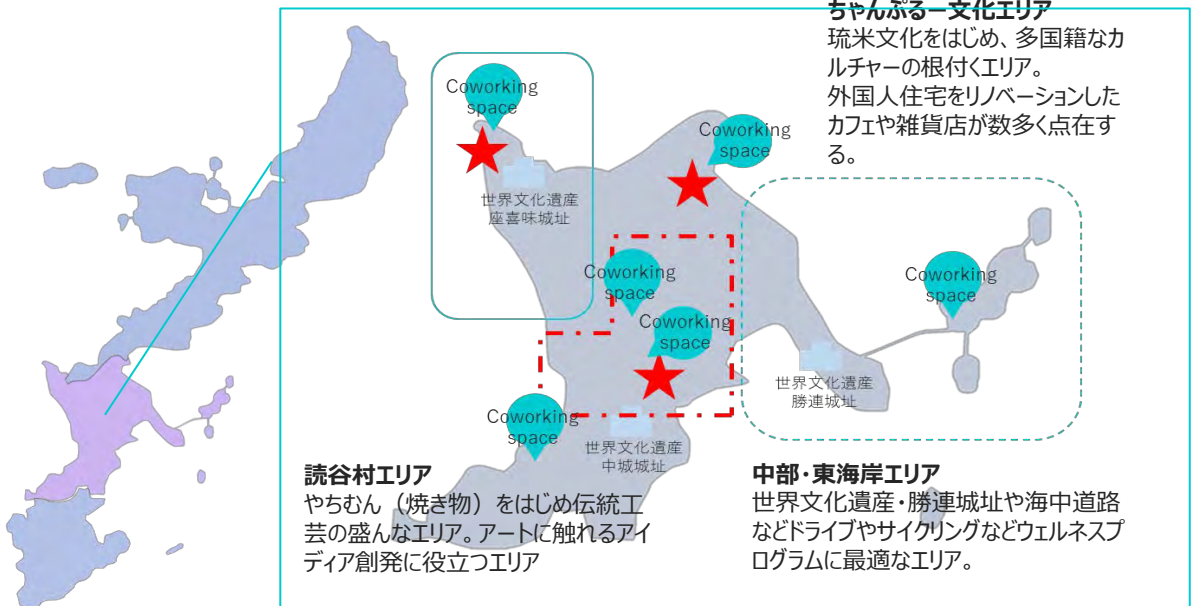 ちゃんぷるー文化エリア
琉米文化をはじめ、多国籍なカ
ルチャーの根付くエリア。
外国人住宅をリノベーションした
カフェや雑貨店が数多く点在す
る。
Coworking
space
世界文化遺産
座喜味城址
Coworking
space
Coworking
space
Coworking
space
Coworking
space
世界文化遺産
勝連城址
Coworking
space
世界文化遺産
中城城址
読谷村エリア
やちむん（焼き物）をはじめ伝統工
芸の盛んなエリア。アートに触れるアイ
ディア創発に役立つエリア
中部・東海岸エリア
世界文化遺産・勝連城址や海中道路
などドライブやサイクリングなどウェルネスプ
ログラムに最適なエリア。